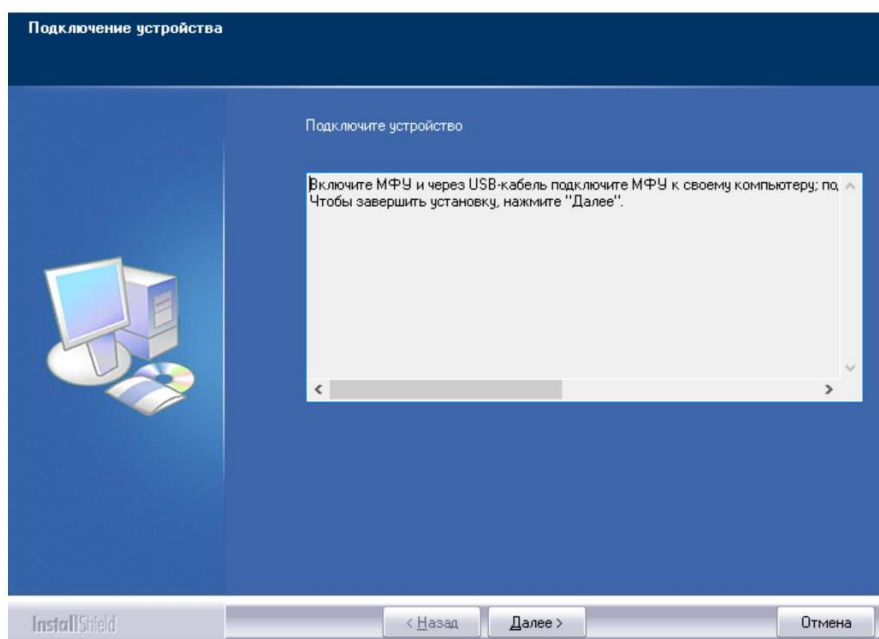 Подключение устройства
Подключите устройство
Включите МФУ и через USB-кабель подключите МФУ к своему компьютеру; по
Чтобы завершить установку, нажмите "Далее".
InstallShield
< Назад
Далее >
Отмена